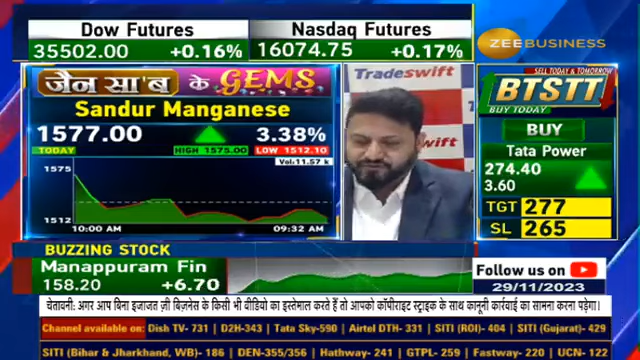 Dow Futures
35502.00 +0.16%
Nasdaq Futures
16074.75 +0.17%
ZEE BUSINESS
जैन सा'ब के GEMS
Sandur Manganese
1577.00 3.38%
TODAY HIGH 1575.00 LOW 1512.10
Vol:11.57 k
1575
1512
10:00 AM 09:32 AM
Tradeswift
wift
SELL TODAY & TOMORROW
BTSTT
BUY TODAY
BUY
Tata Power
274.40
3.60
TGT 277
SL 265
BUZZING STOCK
Manappuram Fin
158.20 +6.70
Follow us on
29/11/2023
चेतावनी: अगर आप बिना इजाजत ज़ी बिज़नेस के किसी भी वीडियो का इस्तेमाल करते हैं तो आपको कॉपीराइट स्ट्राइक के साथ कानूनी कार्रवाई का सामना करना पड़ेगा।
Channel available on: Dish TV- 731 | D2H-343 | Tata Sky-590 | Airtel DTH- 331 | SITI (ROI)- 404 | SITI (Gujarat)- 429
SITI (Bihar & Jharkhand, WB)- 186 | DEN-355/356 | Hathway- 241 | GTPL- 259 | Fastway- 220 | UCN- 122